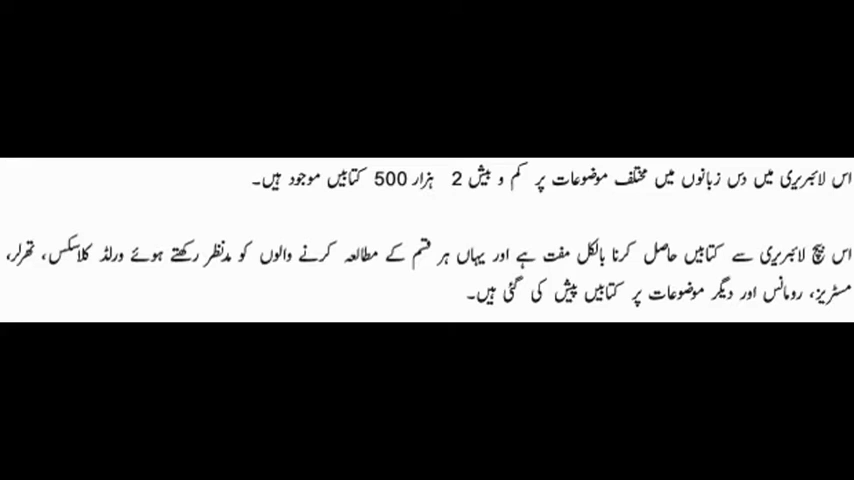 اس لائبریری میں دس زبانوں میں مختلف موضوعات پر کم و بیش 2 ہزار 500 کتابیں موجود ہیں۔
اس بیچ لائبریری سے کتابیں حاصل کرنا بالکل مفت ہے اور یہاں ہر قسم کے مطالعہ کرنے والوں کو مدنظر رکھتے ہوئے ورلڈ کلاسکس، تھرلر،
مسٹریز، رومانس اور دیگر موضوعات پر کتابیں پیش کی گئی ہیں۔